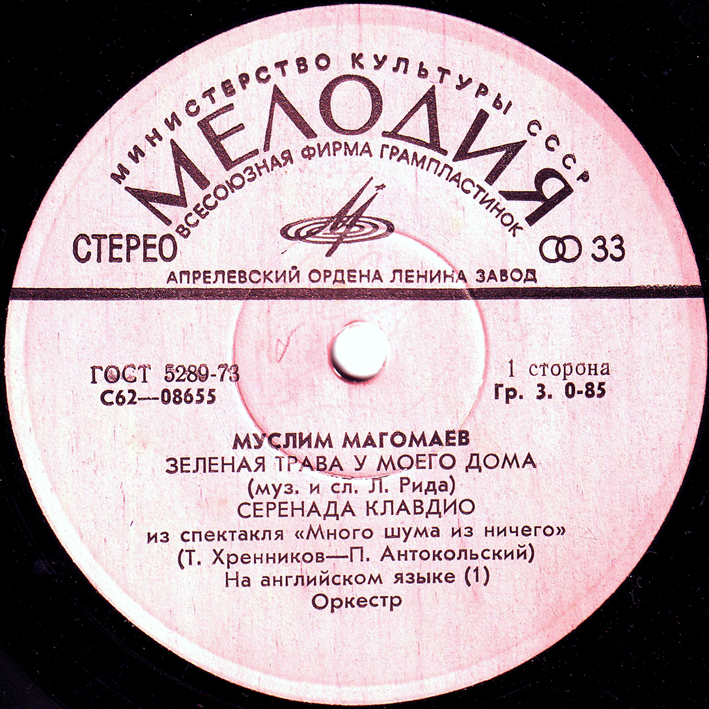 МИНИСТЕРСТВО КУЛЬТУРЫ СССР
МЕЛОДИЯ
ВСЕСОЮЗНАЯ ФИРМА ГРАМПЛАСТИНОК
СТЕРЕО
33
АПРЕЛЕВСКИЙ ОРДЕНА ЛЕНИНА ЗАВОД
ГОСТ 5289-73
С62—08655
1 сторона
Гр. 3. 0-85
МУСЛИМ МАГОМАЕВ
ЗЕЛЕНАЯ ТРАВА У МОЕГО ДОМА
(муз. и сл. Л. Рида)
СЕРЕНАДА КЛАВДИО
из спектакля «Много шума из ничего»
(Т. Хренников—П. Антокольский)
На английском языке (1)
Оркестр